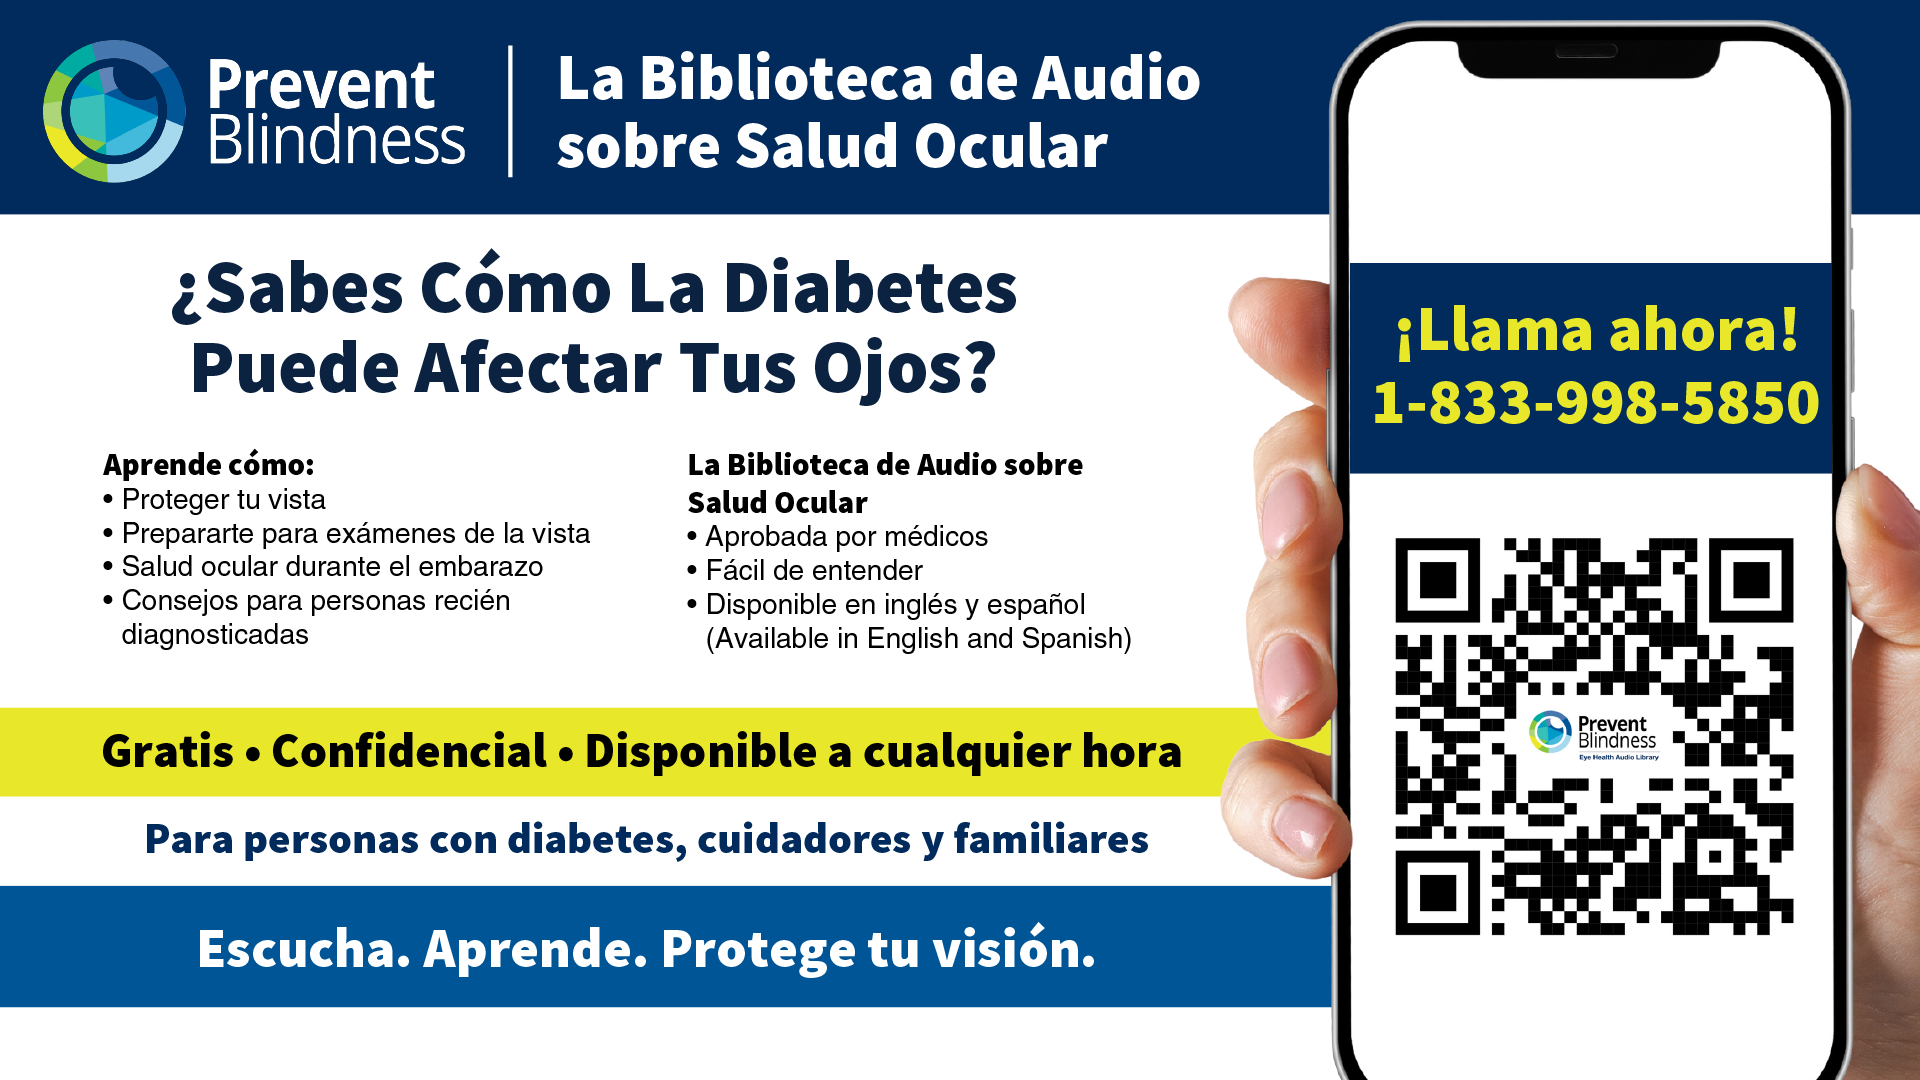 Prevent
Blindness
La Biblioteca de Audio
sobre Salud Ocular
¿Sabes Cómo La Diabetes
Puede Afectar Tus Ojos?
Aprende cómo:
• Proteger tu vista
• Prepararte para exámenes de la vista
• Salud ocular durante el embarazo
• Consejos para personas recién
diagnosticadas
La Biblioteca de Audio sobre
Salud Ocular
• Aprobada por médicos
• Fácil de entender
• Disponible en inglés y español
(Available in English and Spanish)
Gratis • Confidencial • Disponible a cualquier hora
Para personas con diabetes, cuidadores y familiares
Escucha. Aprende. Protege tu visión.
¡Llama ahora!
1-833-998-5850
Prevent
Blindness
Eye Health Audio Library